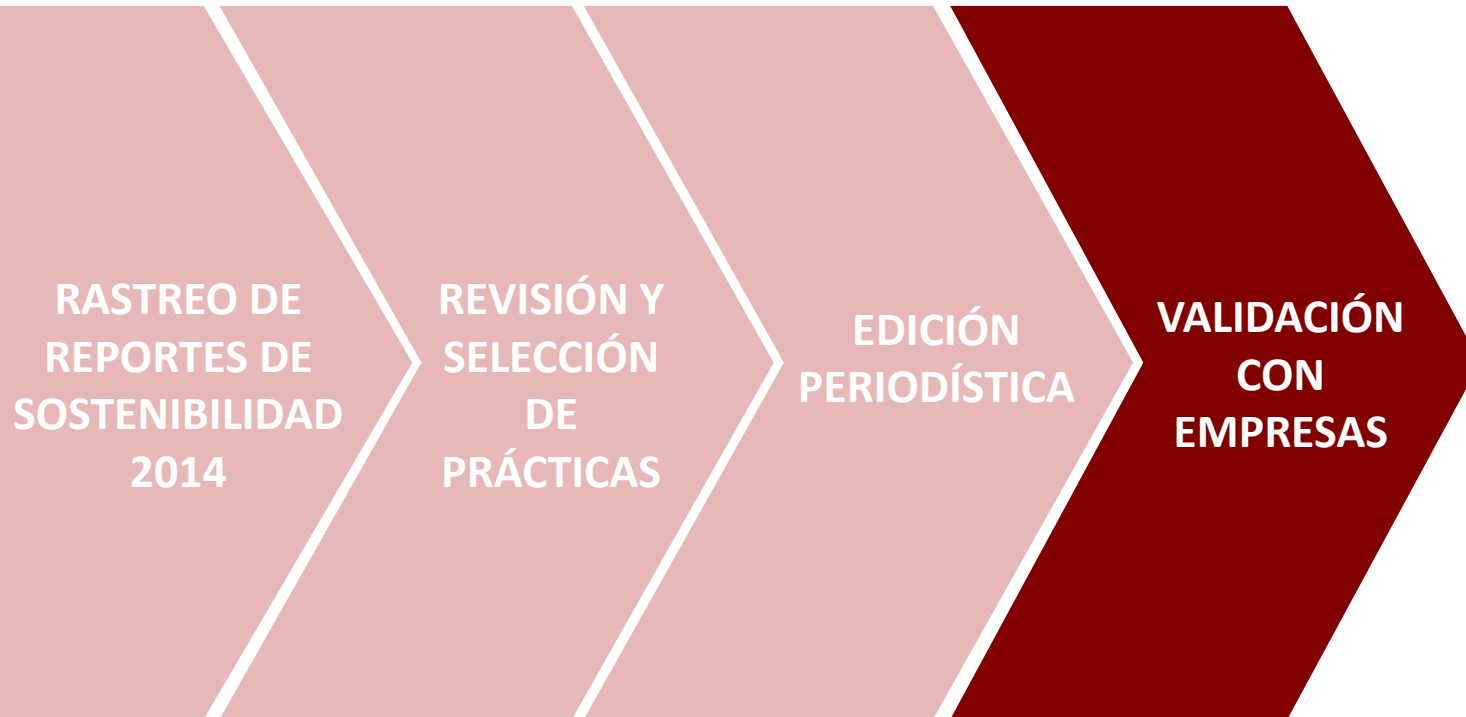 RASTREO DE
REPORTES DE
SOSTENIBILIDAD
2014
REVISIÓN Y
SELECCIÓN
DE
PRÁCTICAS
EDICIÓN
PERIODÍSTICA
VALIDACIÓN
CON
EMPRESAS